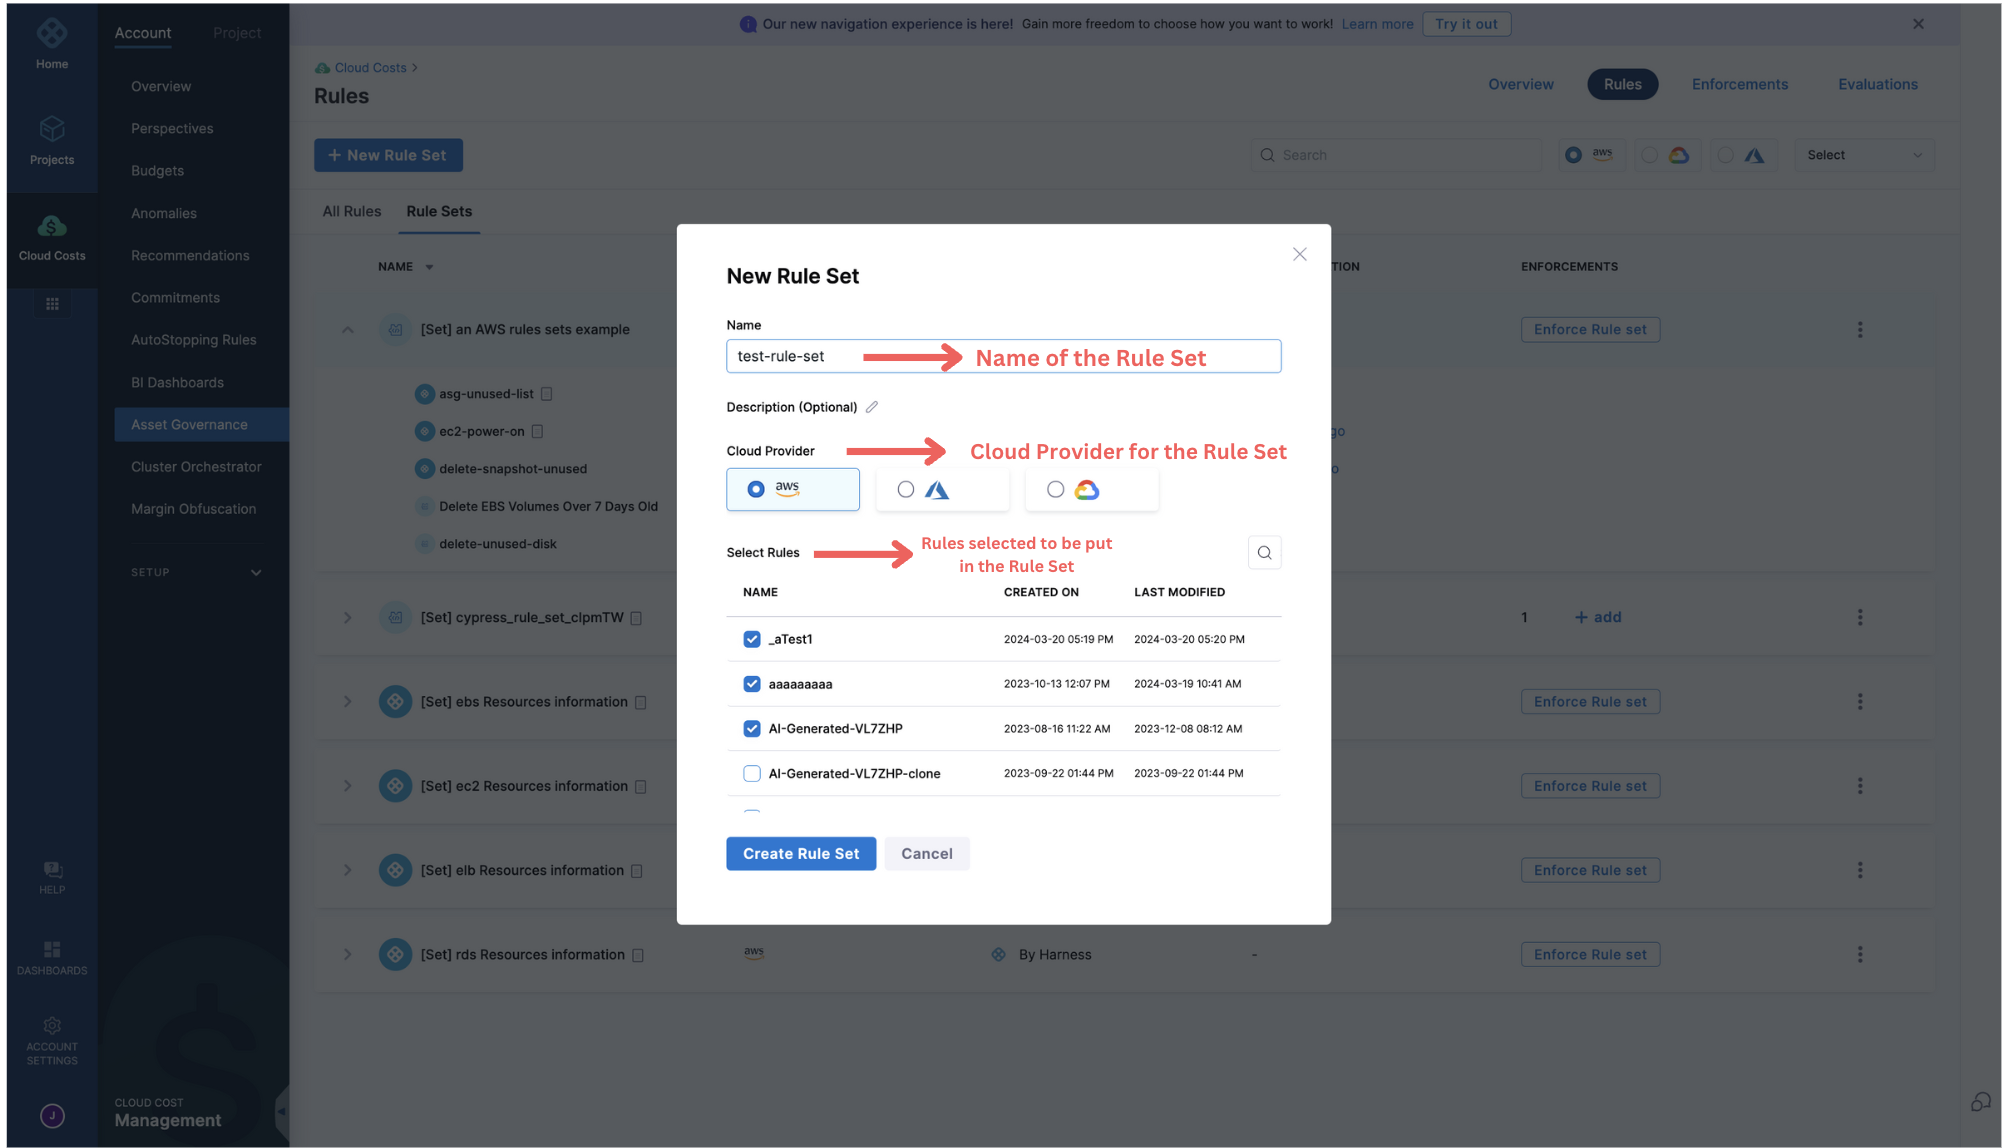 Our new navigation experience is here! Gain more freedom to choose how you want to work! Learn more Try it out
Home
Projects
Cloud Costs
HELP
DASHBOARDS
ACCOUNT
SETTINGS
J
Account Project
Overview
Perspectives
Budgets
Anomalies
Recommendations
Commitments
AutoStopping Rules
BI Dashboards
Asset Governance
Cluster Orchestrator
Margin Obfuscation
SETUP
CLOUD COST
Management
Cloud Costs >
Rules
Overview Rules Enforcements Evaluations
+ New Rule Set
Search
aws
Select
All Rules Rule Sets
NAME TION ENFORCEMENTS
[Set] an AWS rules sets example Enforce Rule set
asg-unused-list
ec2-power-on go
delete-snapshot-unused o
Delete EBS Volumes Over 7 Days Old
delete-unused-disk
[Set] cypress_rule_set_clpmTW 1 + add
[Set] ebs Resources information Enforce Rule set
[Set] ec2 Resources information Enforce Rule set
[Set] elb Resources information Enforce Rule set
[Set] rds Resources information aws By Harness - Enforce Rule set
New Rule Set
Name
test-rule-set Name of the Rule Set
Description (Optional)
Cloud Provider Cloud Provider for the Rule Set
aws
Select Rules
Rules selected to be put
in the Rule Set
NAME CREATED ON LAST MODIFIED
_aTest1 2024-03-20 05:19 PM 2024-03-20 05:20 PM
aaaaaaaaa 2023-10-13 12:07 PM 2024-03-19 10:41 AM
AI-Generated-VL7ZHP 2023-08-16 11:22 AM 2023-12-08 08:12 AM
AI-Generated-VL7ZHP-clone 2023-09-22 01:44 PM 2023-09-22 01:44 PM
Create Rule Set Cancel